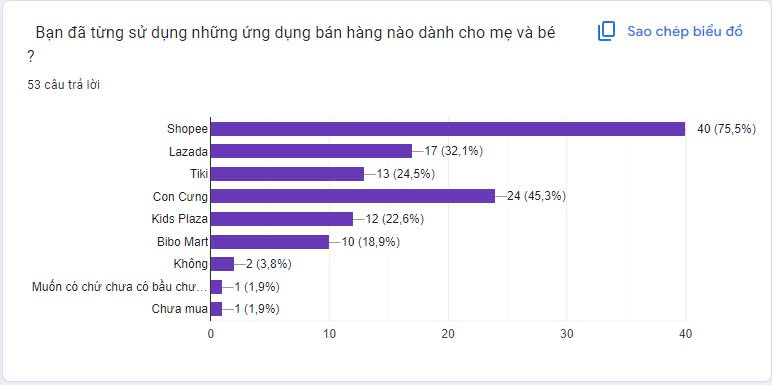 Bạn đã từng sử dụng những ứng dụng bán hàng nào dành cho mẹ và bé
?
Sao chép biểu đồ
53 câu trả lời
Shopee 40 (75,5%)
Lazada 17 (32,1%)
Tiki 13 (24,5%)
Con Cưng 24 (45,3%)
Kids Plaza 12 (22,6%)
Bibo Mart 10 (18,9%)
Không 2 (3,8%)
Muốn có chứ chưa có bầu chư… 1 (1,9%)
Chưa mua 1 (1,9%)
0 10 20 30 40